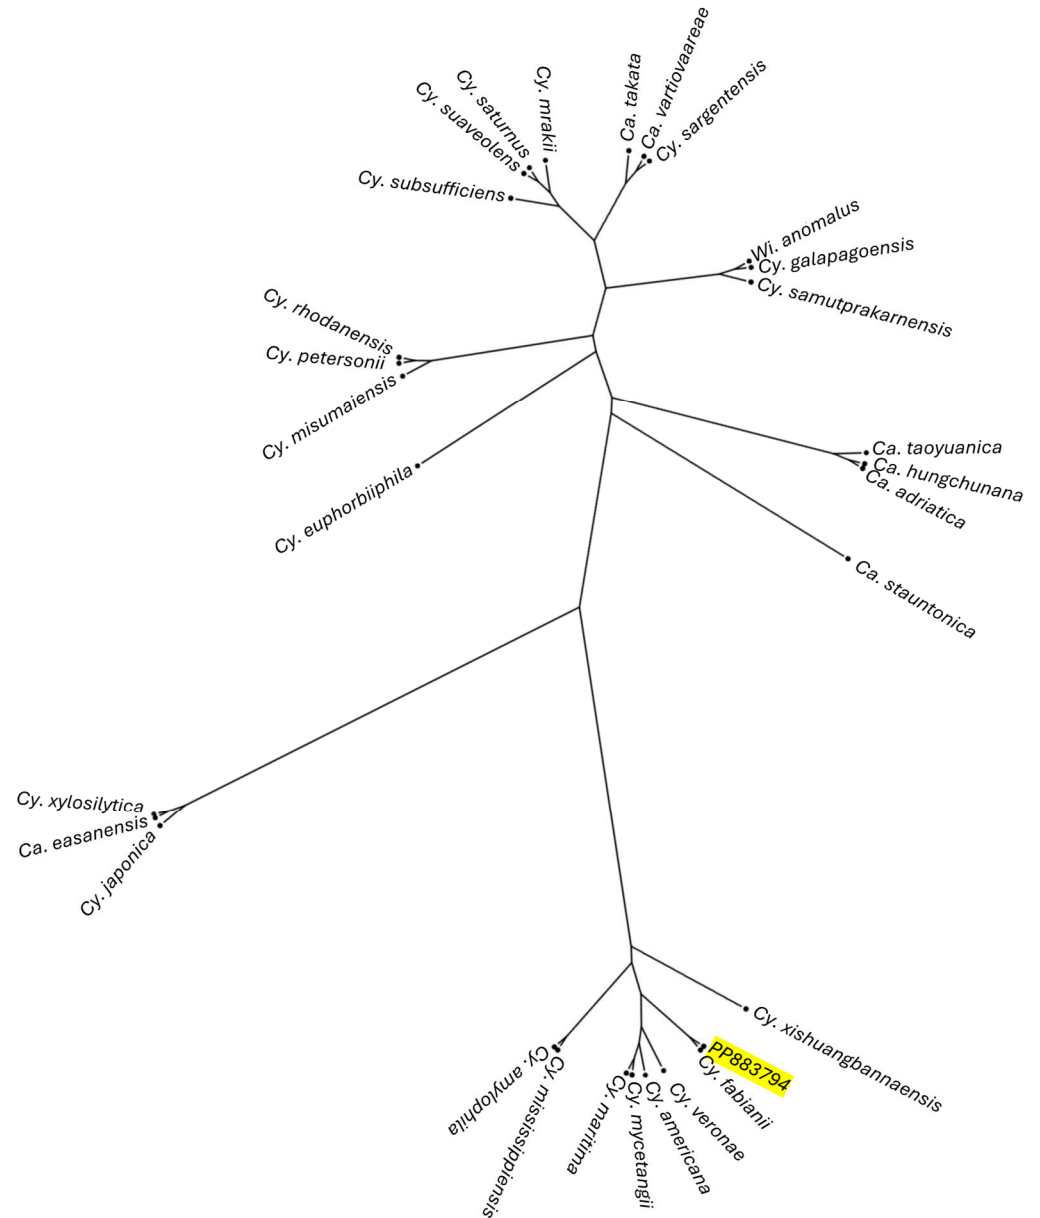 Ca. vartiovaareae
Ca. takata
Cy. sargentensis
Cy. mrakii
Cy. saturnus
Cy. suaveolens
Cy. subsufficiens
Wi. anomalus
Cy. galapagoensis
Cy. samutprakarnensis
Cy. rhodanensis
Cy. petersonii
Cy. misumaiensis
Cy. euphorbiiphila
Ca. taoyuanica
Ca. hungchunana
Ca. adriatica
Ca. stauntonica
Cy. xylosilytica
Ca. easanensis
Cy. japonica
Cy. xishuangbannaensis
PP883794
Cy. fabianii
Cy. veronae
Cy. americana
Cy. mycetangii
Cy. maritima
Cy. mississippiensis
Cy. amylophila